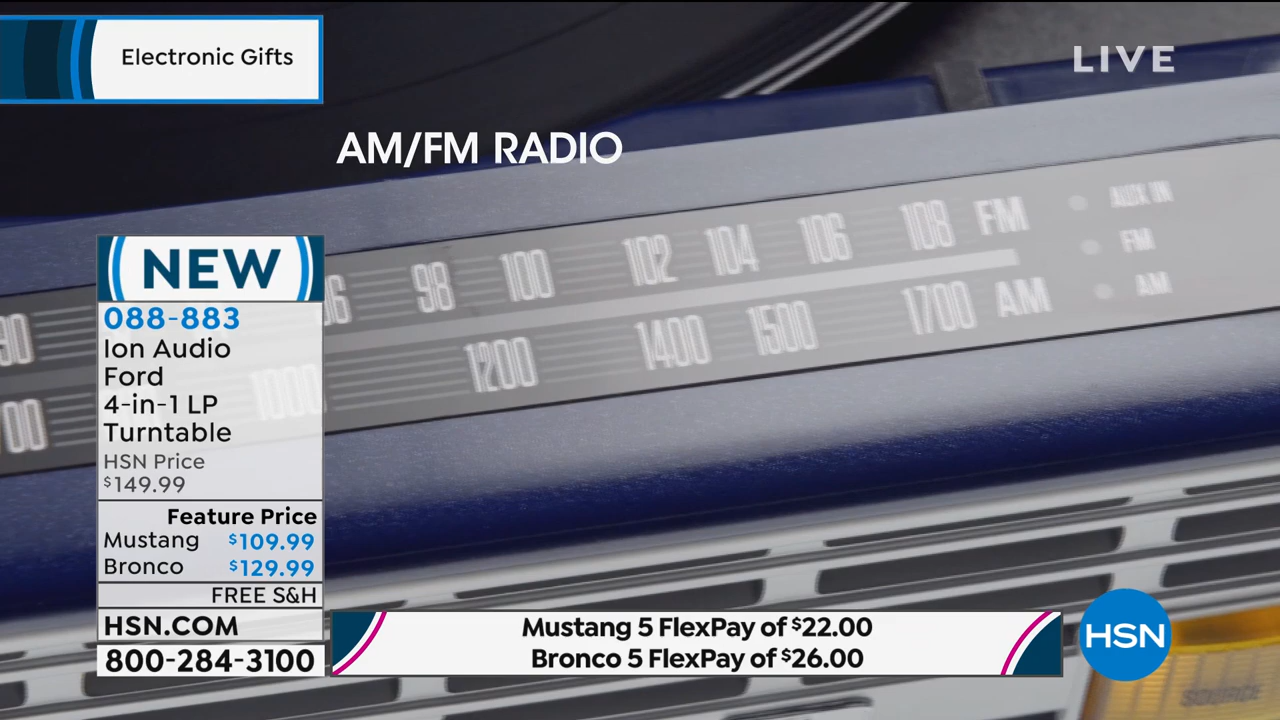 Electronic Gifts
LIVE
AM/FM RADIO
96 98 100 102 104 106 108 FM
1000 1200 1400 1500 1700 AM
AUX IN
FM
AM
NEW
088-883
Ion Audio
Ford
4-in-1 LP
Turntable
HSN Price
$149.99
Feature Price
Mustang $109.99
Bronco $129.99
FREE S&H
HSN.COM
800-284-3100
Mustang 5 FlexPay of $22.00
Bronco 5 FlexPay of $26.00
HSN
SOURCE